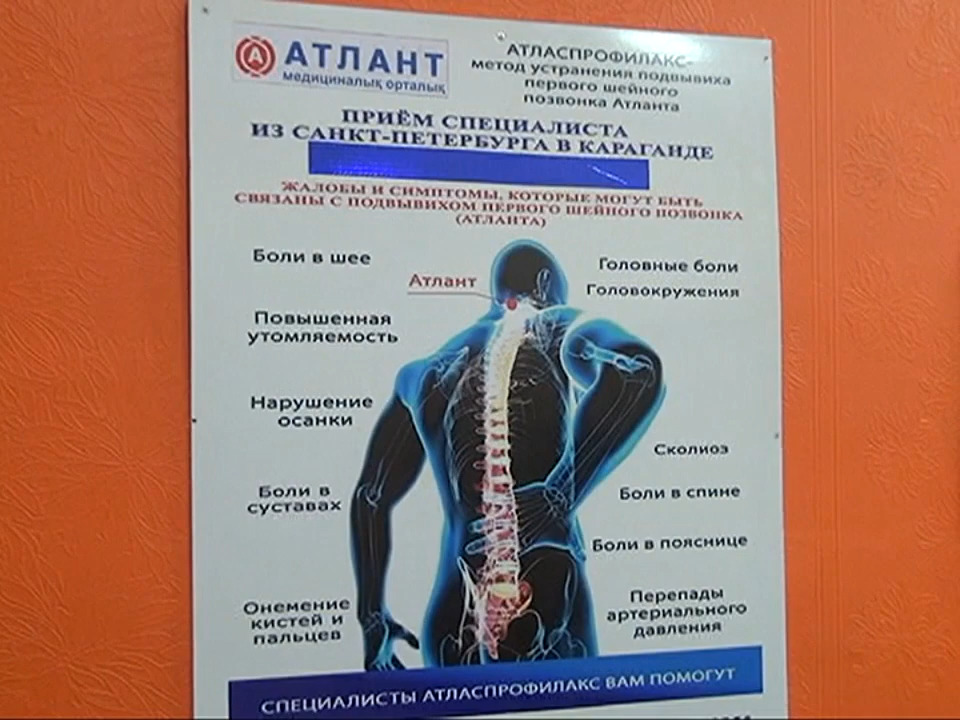 АТЛАНТ
медициналық орталық
АТЛАСПРОФИЛАКС-
метод устранения подвывиха
первого шейного
позвонка Атланта
ПРИЁМ СПЕЦИАЛИСТА
ИЗ САНКТ-ПЕТЕРБУРГА В КАРАГАНДЕ
ЖАЛОБЫ И СИМПТОМЫ, КОТОРЫЕ МОГУТ БЫТЬ
СВЯЗАНЫ С ПОДВЫВИХОМ ПЕРВОГО ШЕЙНОГО ПОЗВОНКА
(АТЛАНТА)
Боли в шее
Атлант
Головные боли
Головокружения
Повышенная
утомляемость
Нарушение
осанки
Сколиоз
Боли в
суставах
Боли в спине
Боли в пояснице
Онемение
кистей и
пальцев
Перепады
артериального
давления
СПЕЦИАЛИСТЫ АТЛАСПРОФИЛАКС ВАМ ПОМОГУТ